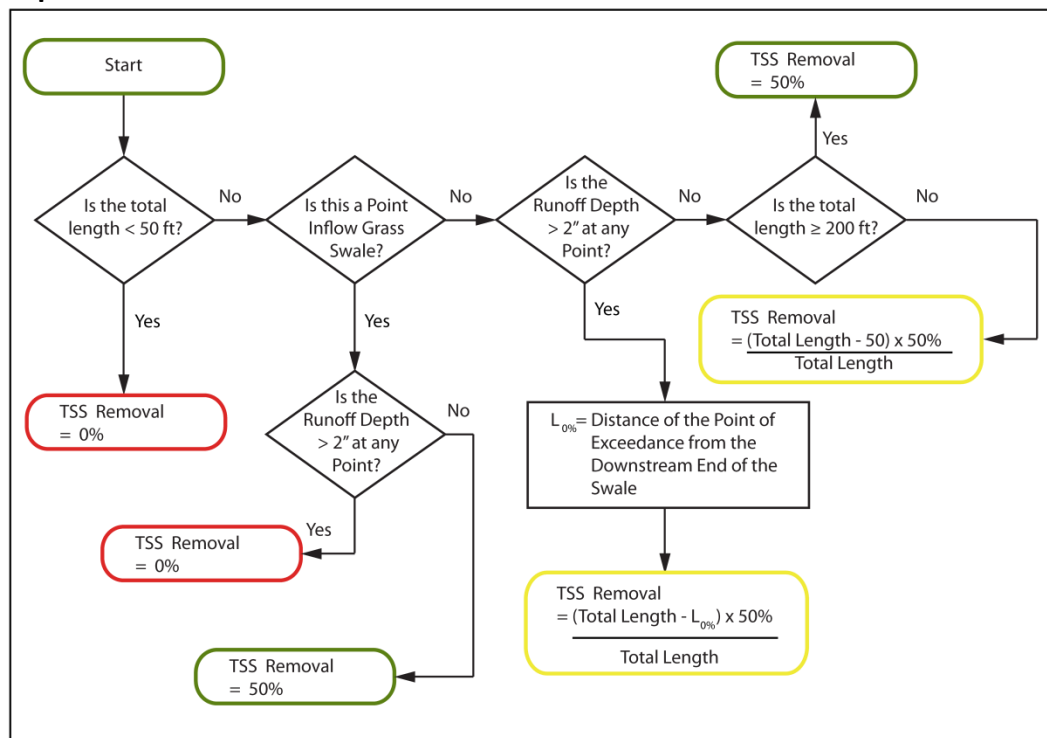 Start
TSS Removal
= 50%
Yes
Is the total
length < 50 ft?
No
Is this a Point
Inflow Grass
Swale?
No
Is the
Runoff Depth
> 2" at any
Point?
No
Is the total
length ≥ 200 ft?
No
Yes
TSS Removal
= 0%
Yes
Is the
Runoff Depth
> 2" at any
Point?
No
Yes
TSS Removal
= 0%
TSS Removal
= 50%
Yes
L 0% = Distance of the Point of
Exceedance from the
Downstream End of the
Swale
TSS Removal
= (Total Length - L0%) x 50%
Total Length
TSS Removal
= (Total Length - 50) x 50%
Total Length